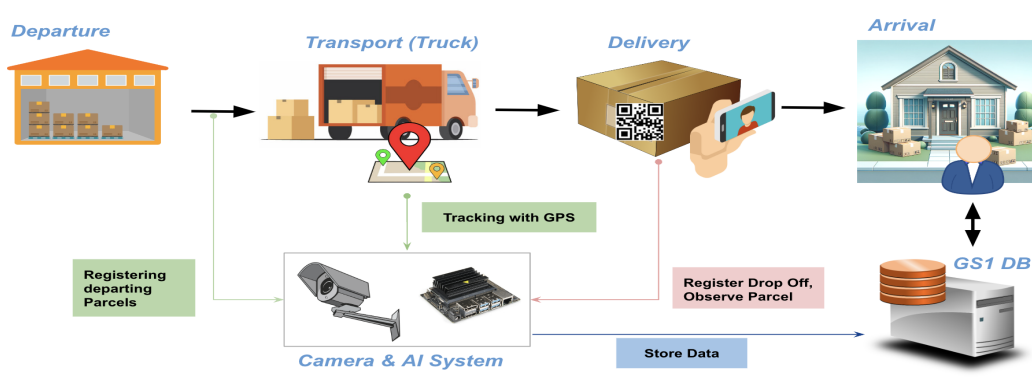 Departure
Transport (Truck)
Delivery
Arrival
Tracking with GPS
Registering
departing
Parcels
Register Drop Off,
Observe Parcel
GS1 DB
Store Data
Camera & AI System